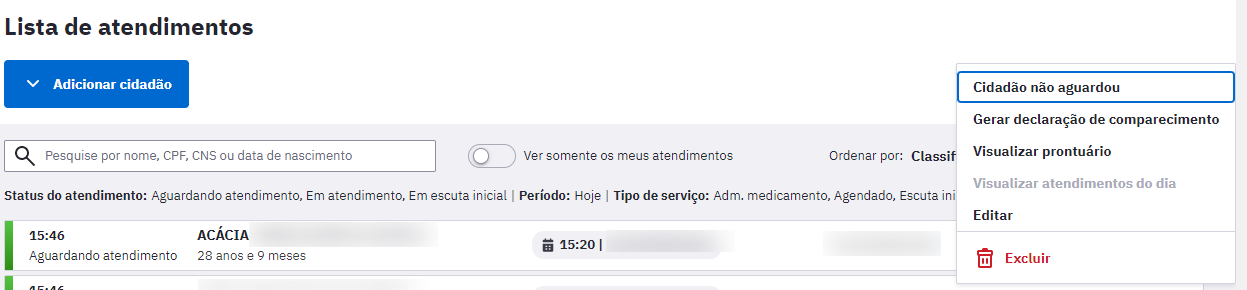 Lista de atendimentos
Adicionar cidadão
Cidadão não aguardou
Gerar declaração de comparecimento
Visualizar prontuário
Visualizar atendimentos do dia
Editar
Excluir
Pesquise por nome, CPF, CNS ou data de nascimento
Ver somente os meus atendimentos
Ordenar por: Classif
Status do atendimento: Aguardando atendimento, Em atendimento, Em escuta inicial | Período: Hoje | Tipo de serviço: Adm. medicamento, Agendado, Escuta ini
15:46
Aguardando atendimento
ACÁCIA
28 anos e 9 meses
15:20 |
15:46